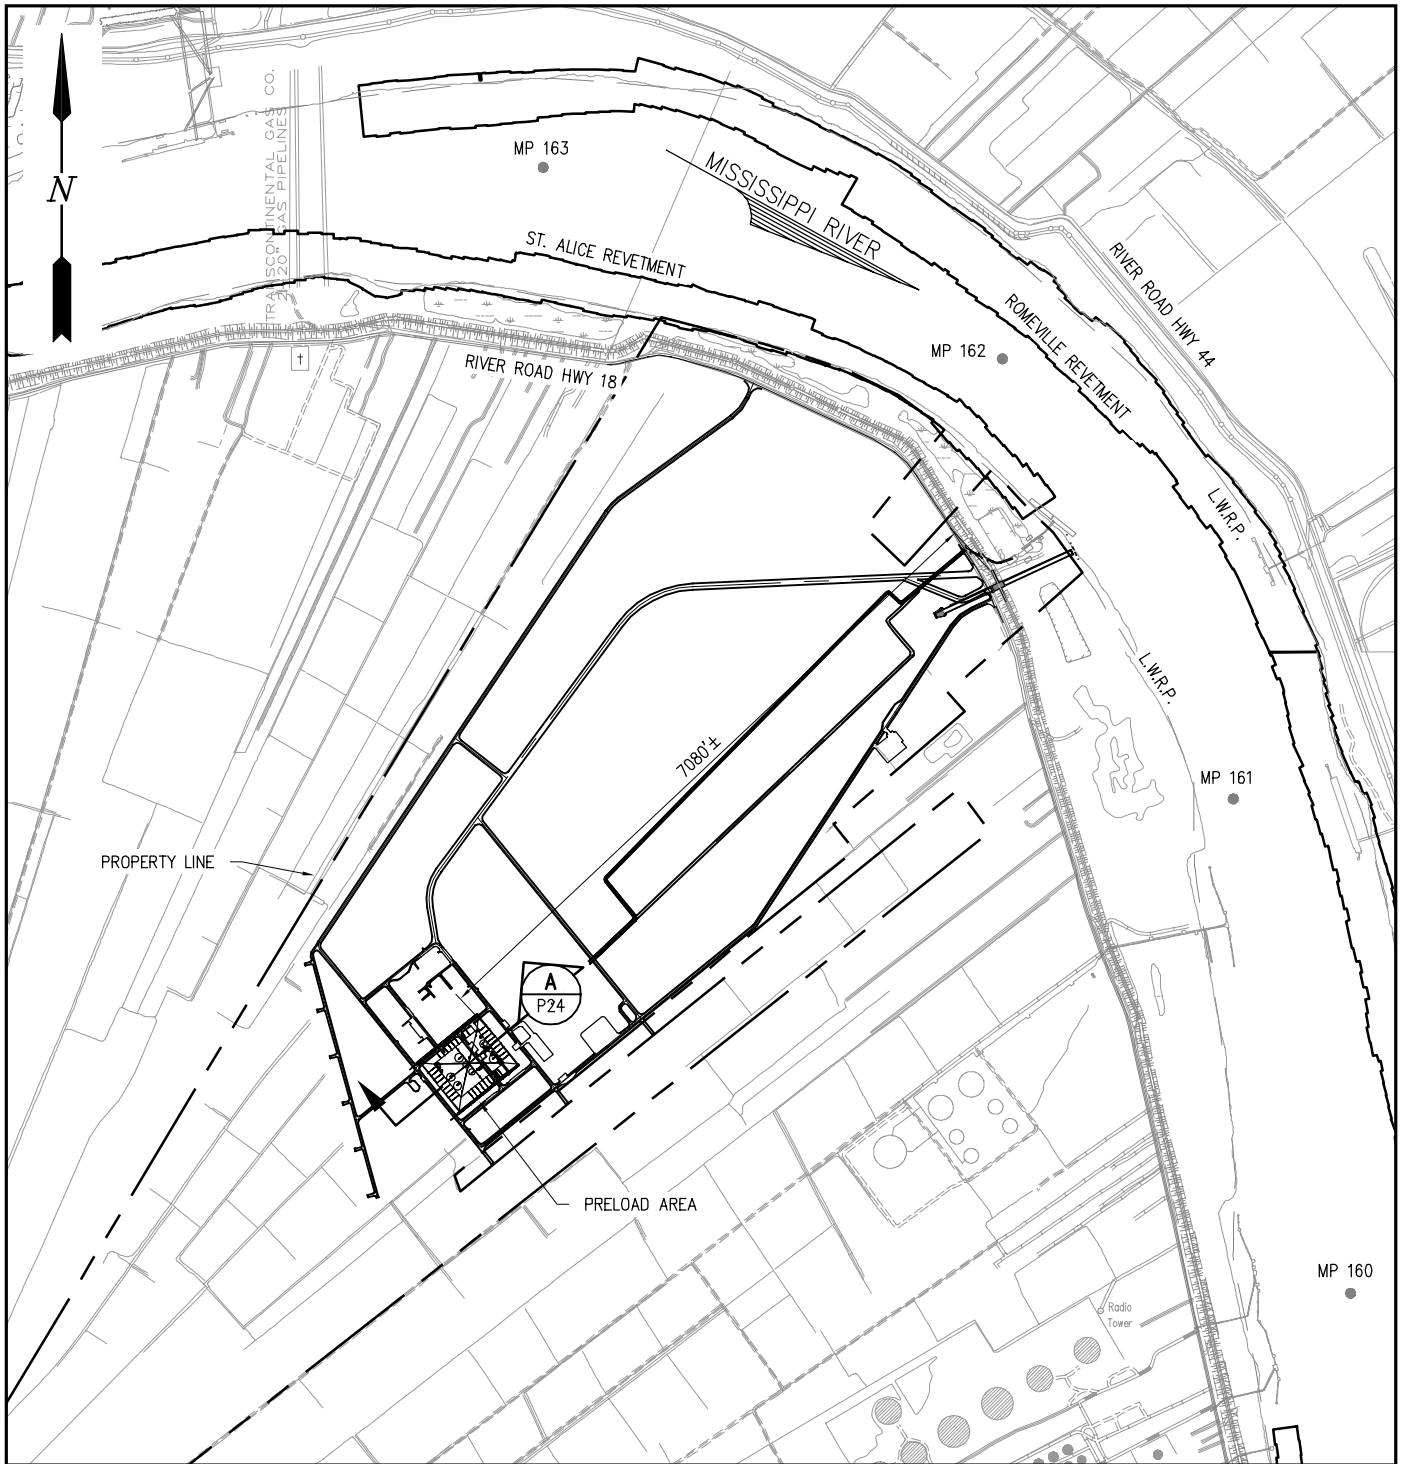 TRANSCONTINENTAL GAS CO.
2-20" GAS PIPELINES
N
MP 163
MISSISSIPPI RIVER
ST. ALICE REVETMENT
RIVER ROAD HWY 44
ROMEVILLE REVETMENT
MP 162
RIVER ROAD HWY 18
L.W.R.P.
L.W.R.P.
7080'±
MP 161
PROPERTY LINE
A
P24
PRELOAD AREA
MP 160
Radio
Tower